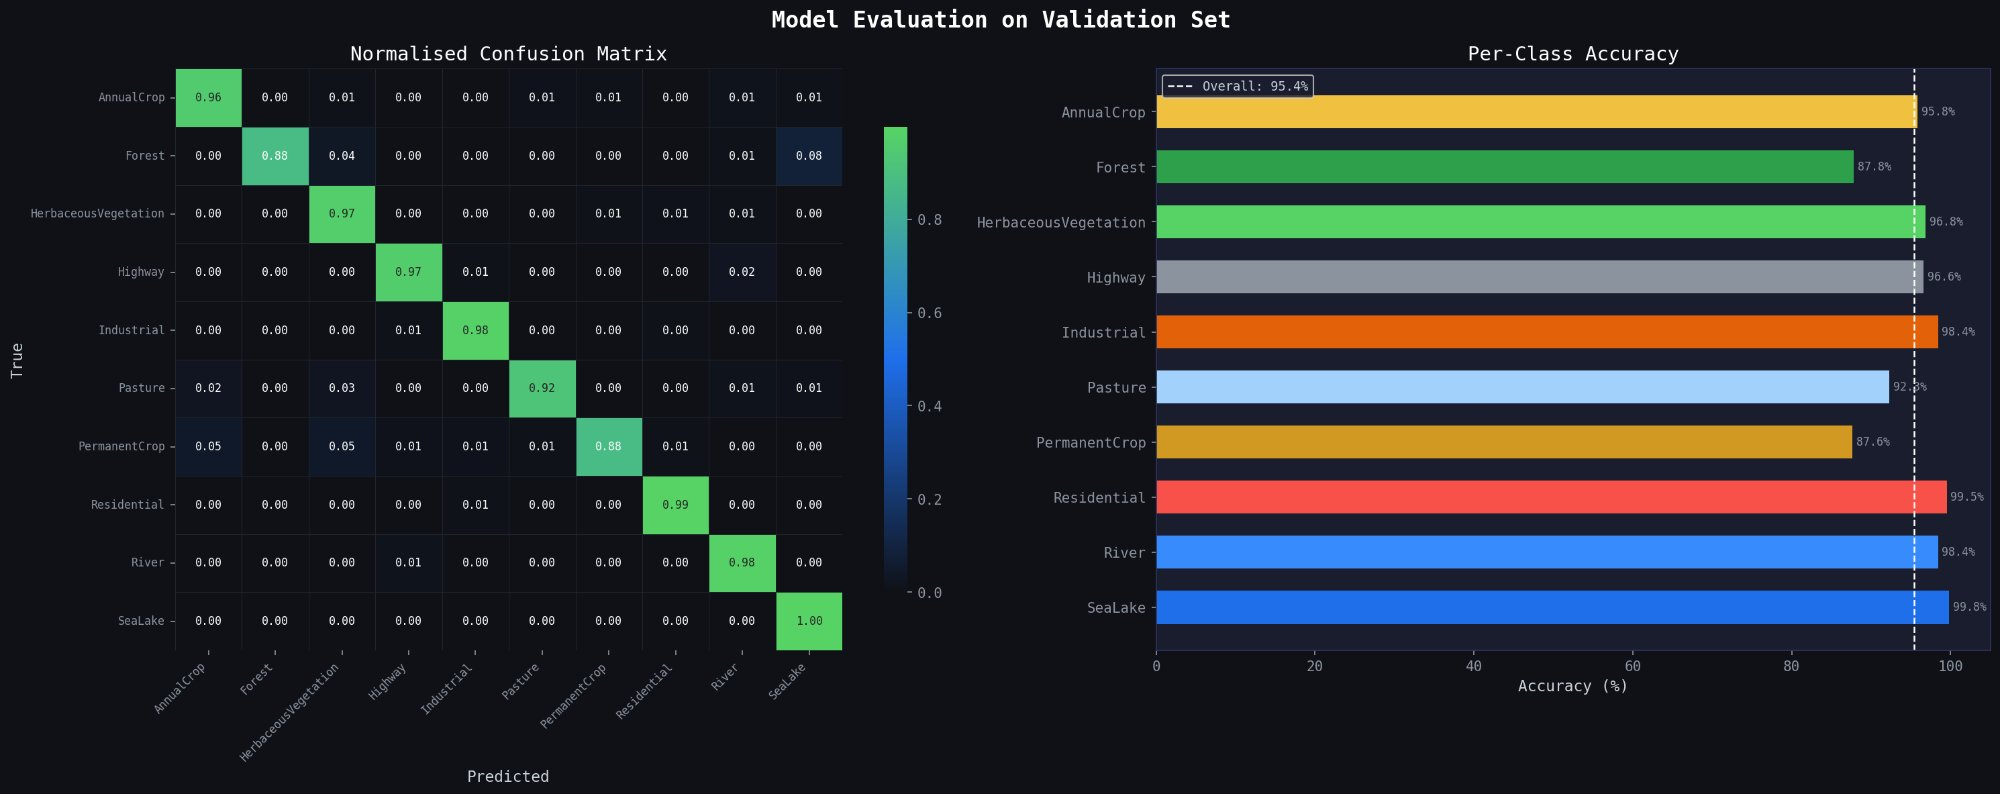 Model Evaluation on Validation Set
Normalised Confusion Matrix
True
AnnualCrop 0.96 0.00 0.01 0.00 0.00 0.01 0.01 0.00 0.01 0.01
Forest 0.00 0.88 0.04 0.00 0.00 0.00 0.00 0.00 0.01 0.08
HerbaceousVegetation 0.00 0.00 0.97 0.00 0.00 0.00 0.01 0.01 0.01 0.00
Highway 0.00 0.00 0.00 0.97 0.01 0.00 0.00 0.00 0.02 0.00
Industrial 0.00 0.00 0.00 0.01 0.98 0.00 0.00 0.00 0.00 0.00
Pasture 0.02 0.00 0.03 0.00 0.00 0.92 0.00 0.00 0.01 0.01
PermanentCrop 0.05 0.00 0.05 0.01 0.01 0.01 0.88 0.01 0.00 0.00
Residential 0.00 0.00 0.00 0.00 0.01 0.00 0.00 0.99 0.00 0.00
River 0.00 0.00 0.00 0.01 0.00 0.00 0.00 0.00 0.98 0.00
SeaLake 0.00 0.00 0.00 0.00 0.00 0.00 0.00 0.00 0.00 1.00
AnnualCrop Forest HerbaceousVegetation Highway Industrial Pasture PermanentCrop Residential River SeaLake
Predicted
0.8
0.6
0.4
0.2
0.0
Per-Class Accuracy
Overall: 95.4%
AnnualCrop 95.8%
Forest 87.8%
HerbaceousVegetation 96.8%
Highway 96.6%
Industrial 98.4%
Pasture
PermanentCrop 87.6%
Residential 99.5%
River 98.4%
SeaLake 99.8%
0 20 40 60 80 100
Accuracy (%)